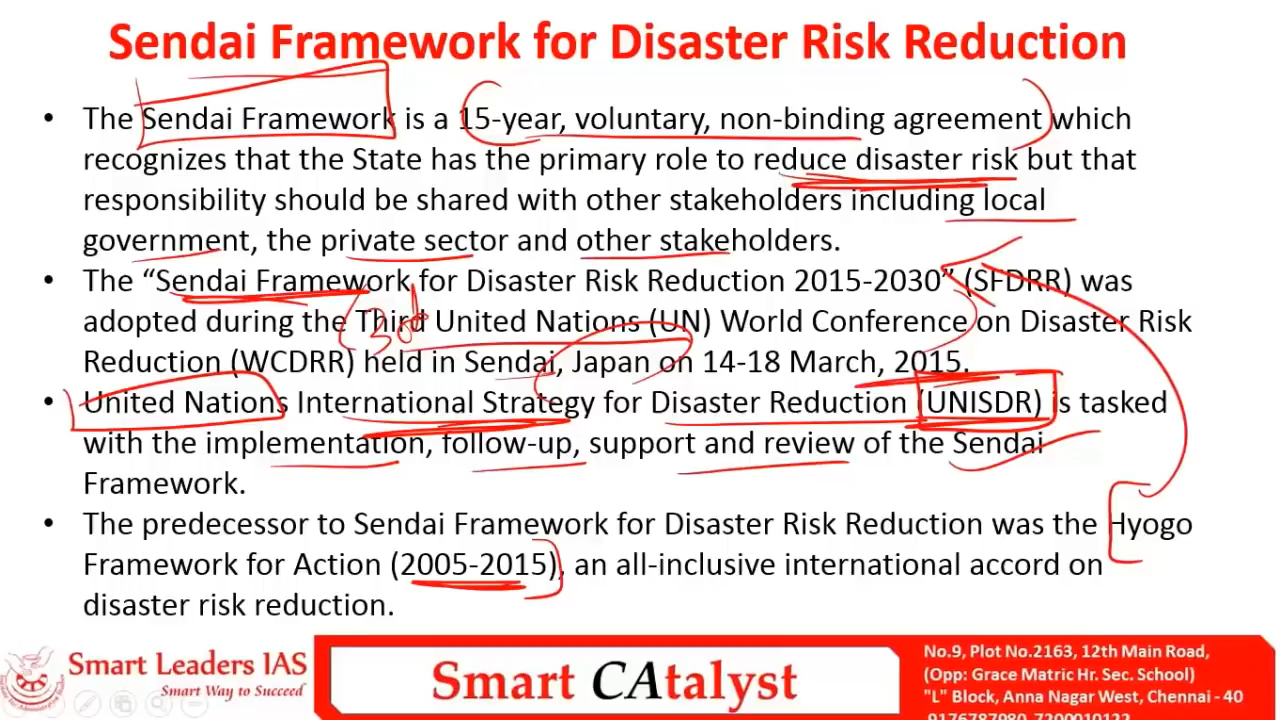 Sendai Framework for Disaster Risk Reduction
• The Sendai Framework is a 15-year, voluntary, non-binding agreement which
recognizes that the State has the primary role to reduce disaster risk but that
responsibility should be shared with other stakeholders including local
government, the private sector and other stakeholders.
• The “Sendai Framework for Disaster Risk Reduction 2015-2030” (SFDRR) was
adopted during the Third United Nations (UN) World Conference on Disaster Risk
3rd
Reduction (WCDRR) held in Sendai, Japan on 14-18 March, 2015.
• United Nations International Strategy for Disaster Reduction (UNISDR) is tasked
with the implementation, follow-up, support and review of the Sendai
Framework.
• The predecessor to Sendai Framework for Disaster Risk Reduction was the Hyogo
Framework for Action (2005-2015), an all-inclusive international accord on
disaster risk reduction.
Smart Leaders IAS
Smart Way to Succeed
Smart CAtalyst
No.9, Plot No.2163, 12th Main Road,
(Opp: Grace Matric Hr. Sec. School)
"L" Block, Anna Nagar West, Chennai - 40